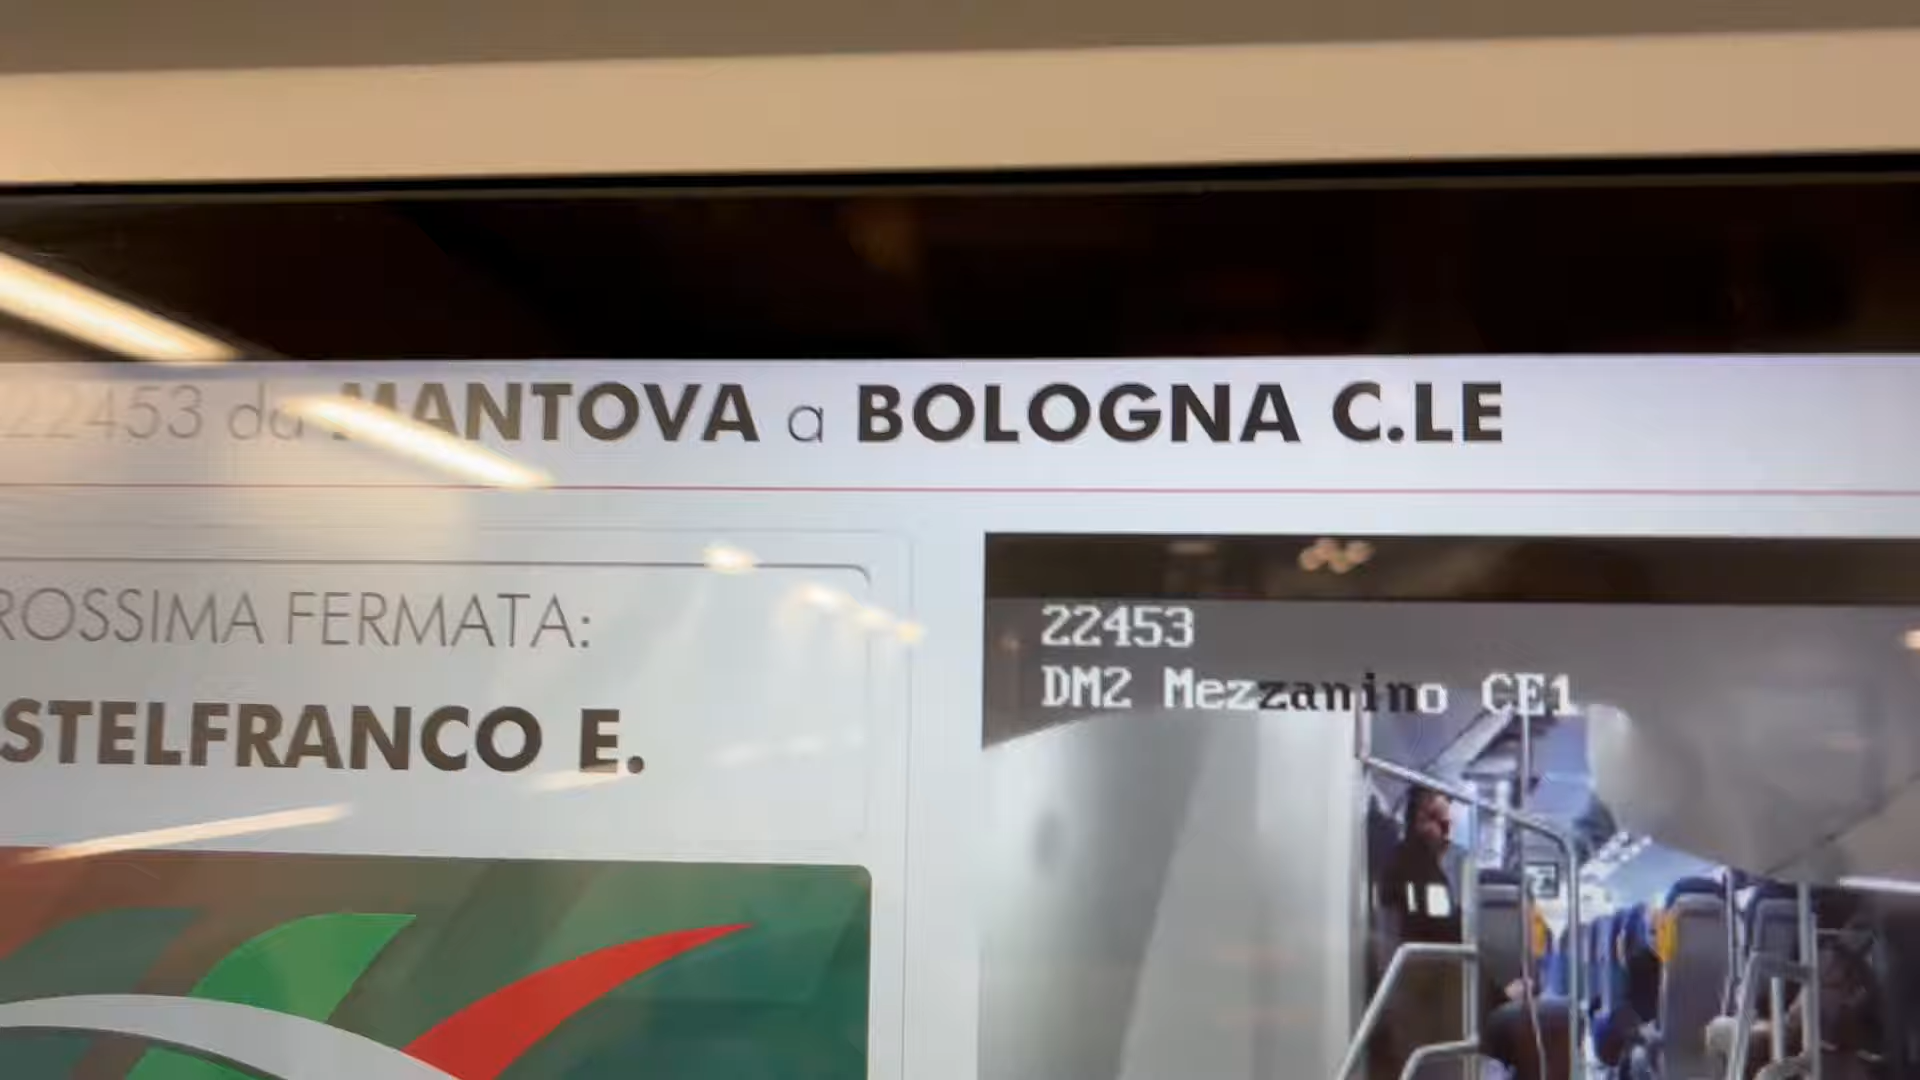 22453 da MANTOVA a BOLOGNA C.LE
ROSSIMA FERMATA:
STELFRANCO E.
22453
DM2 Mezzanino CE1